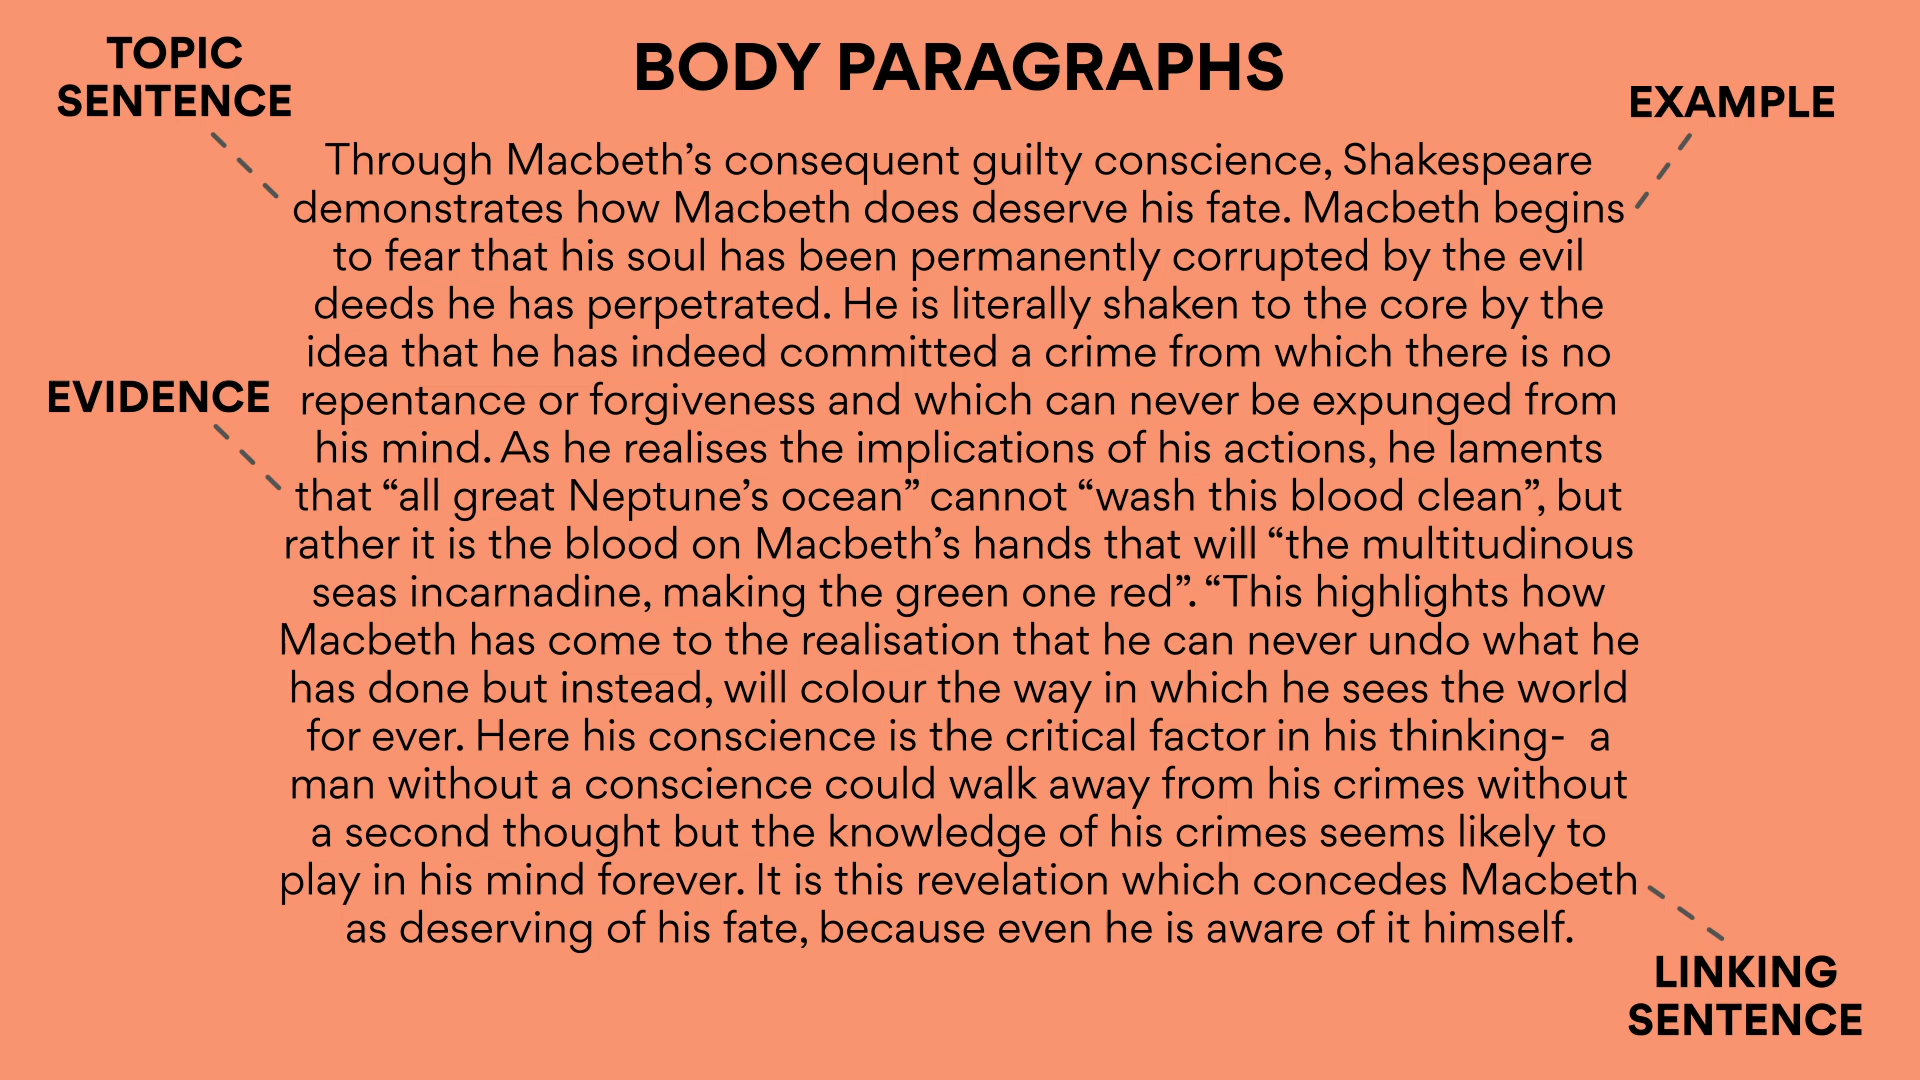 TOPIC
SENTENCE
BODY PARAGRAPHS
EXAMPLE
Through Macbeth’s consequent guilty conscience, Shakespeare
demonstrates how Macbeth does deserve his fate. Macbeth begins
to fear that his soul has been permanently corrupted by the evil
deeds he has perpetrated. He is literally shaken to the core by the
idea that he has indeed committed a crime from which there is no
EVIDENCE
repentance or forgiveness and which can never be expunged from
his mind. As he realises the implications of his actions, he laments
that “all great Neptune’s ocean” cannot “wash this blood clean”, but
rather it is the blood on Macbeth’s hands that will “the multitudinous
seas incarnadine, making the green one red”. “This highlights how
Macbeth has come to the realisation that he can never undo what he
has done but instead, will colour the way in which he sees the world
for ever. Here his conscience is the critical factor in his thinking-  a
man without a conscience could walk away from his crimes without
a second thought but the knowledge of his crimes seems likely to
play in his mind forever. It is this revelation which concedes Macbeth
as deserving of his fate, because even he is aware of it himself.
LINKING
SENTENCE